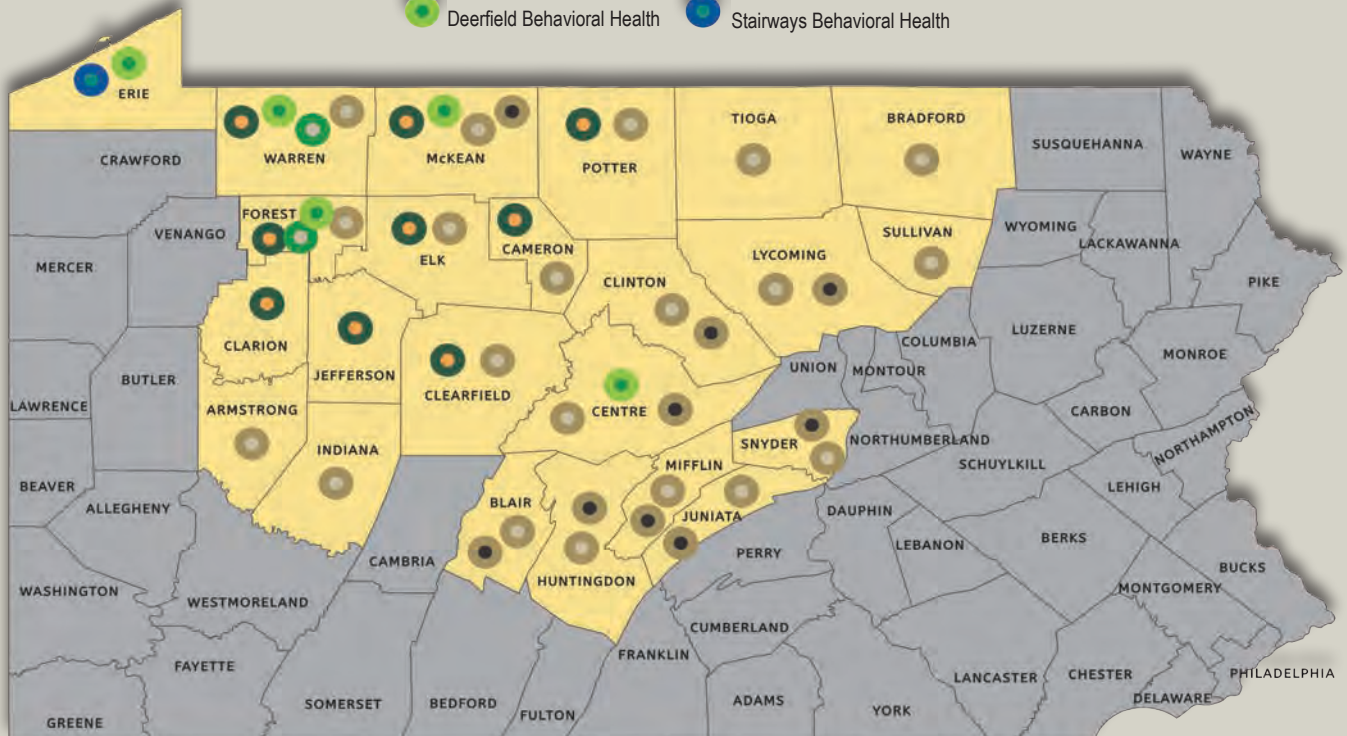 Deerfield Behavioral Health
Stairways Behavioral Health
ERIE
CRAWFORD
WARREN
McKEAN
POTTER
TIOGA
BRADFORD
SUSQUEHANNA
WAYNE
FOREST
VENANGO
MERCER
ELK
CAMERON
CLINTON
LYCOMING
SULLIVAN
WYOMING
LACKAWANNA
PIKE
CLARION
JEFFERSON
CLEARFIELD
CENTRE
UNION
MONTOUR
COLUMBIA
LUZERNE
MONROE
LAWRENCE
BUTLER
ARMSTRONG
INDIANA
SNYDER
NORTHUMBERLAND
CARBON
NORTHAMPTON
BEAVER
ALLEGHENY
BLAIR
MIFFLIN
JUNIATA
SCHUYLKILL
LEHIGH
DAUPHIN
LEBANON
BERKS
BUCKS
CAMBRIA
HUNTINGDON
PERRY
WASHINGTON
WESTMORELAND
MONTGOMERY
CUMBERLAND
FRANKLIN
FAYETTE
SOMERSET
BEDFORD
FULTON
ADAMS
YORK
LANCASTER
CHESTER
DELAWARE
PHILADELPHIA
GREENE